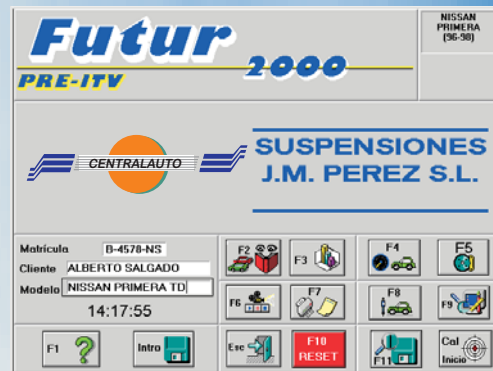 Futur
2000
PRE-ITV
NISSAN
PRIMERA
(96-98)
CENTRALAUTO
SUSPENSIONES
J.M. PEREZ S.L.
Matrícula B-4578-NS
Cliente ALBERTO SALGADO
Modelo NISSAN PRIMERA TD
14:17:55
F2 F3 F4 F5
F6 F7 F8 F9
F1 Intro Esc F10
RESET
F11 Cal
Inicio